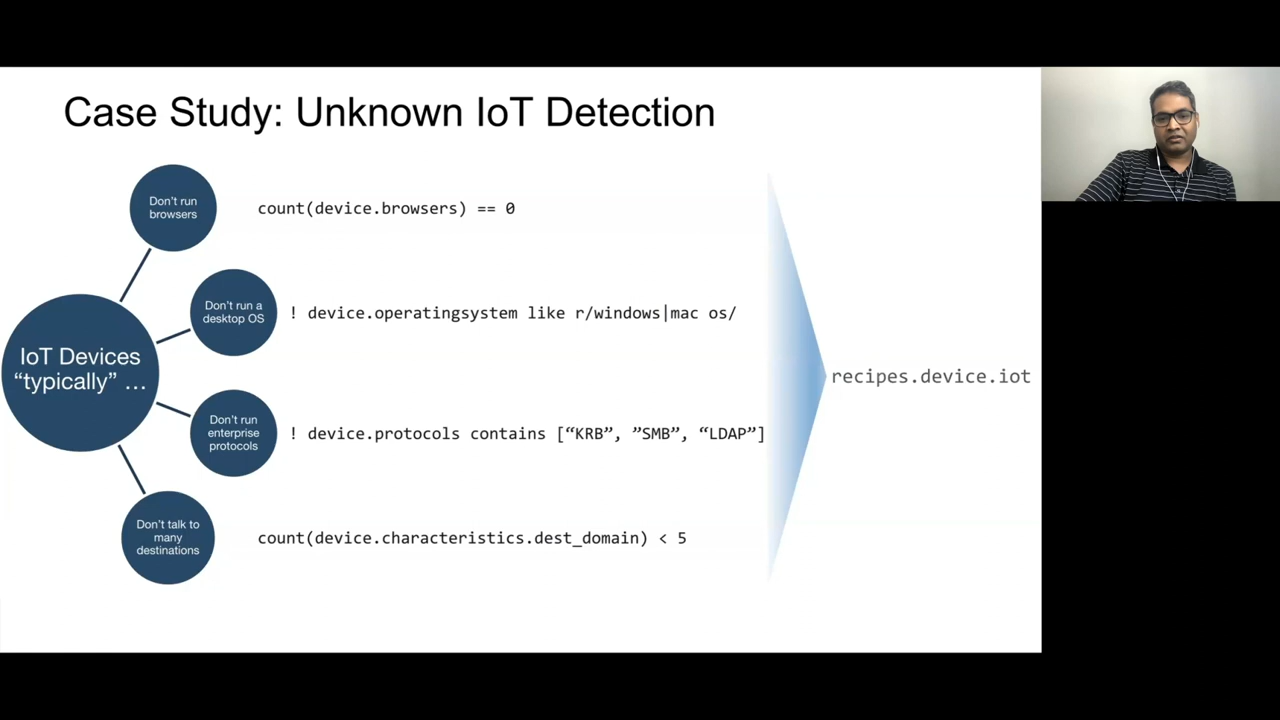 Case Study: Unknown IoT Detection
Don't run
browsers
count(device.browsers) == 0
Don't run a
desktop OS
! device.operatingsystem like r/windows|mac os/
IoT Devices
“typically” …
recipes.device.iot
Don't run
enterprise
protocols
! device.protocols contains [“KRB”, ”SMB”, “LDAP”]
Don't talk to
many
destinations
count(device.characteristics.dest_domain) < 5